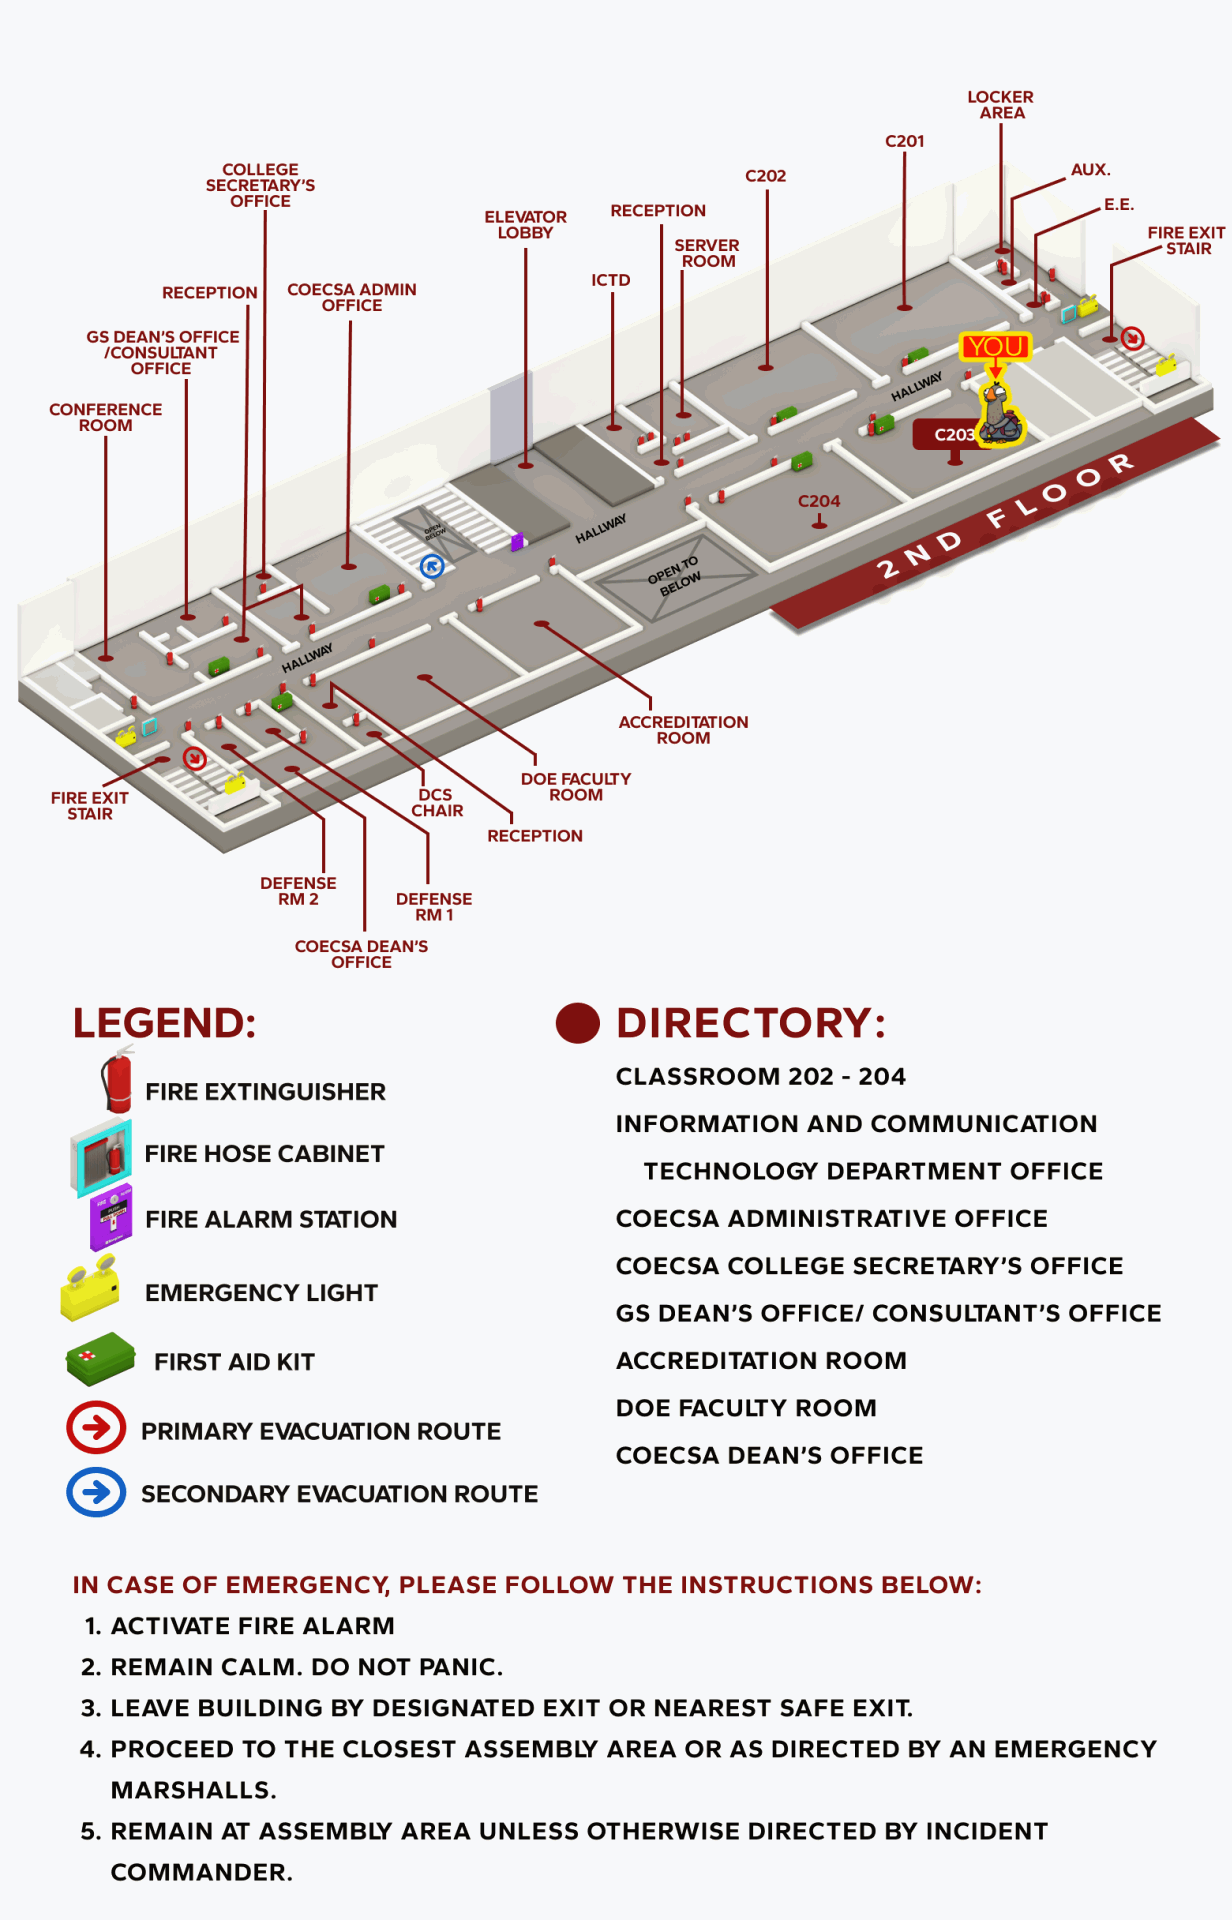 LOCKER
AREA
C201
AUX.
COLLEGE
SECRETARY'S
OFFICE
C202
E.E.
RECEPTION
ELEVATOR
LOBBY
FIRE EXIT
STAIR
SERVER
ROOM
ICTD
RECEPTION
COECSA ADMIN
OFFICE
GS DEAN'S OFFICE
/CONSULTANT
OFFICE
YOU
HALLWAY
CONFERENCE
ROOM
C203
2ND FLOOR
C204
OPEN
BELOW
HALLWAY
OPEN TO
BELOW
HALLWAY
ACCREDITATION
ROOM
DOE FACULTY
ROOM
FIRE EXIT
STAIR
DCS
CHAIR
RECEPTION
DEFENSE
RM 2
DEFENSE
RM 1
COECSA DEAN'S
OFFICE
LEGEND:
FIRE EXTINGUISHER
FIRE HOSE CABINET
FIRE ALARM STATION
EMERGENCY LIGHT
FIRST AID KIT
PRIMARY EVACUATION ROUTE
SECONDARY EVACUATION ROUTE
DIRECTORY:
CLASSROOM 202 - 204
INFORMATION AND COMMUNICATION
TECHNOLOGY DEPARTMENT OFFICE
COECSA ADMINISTRATIVE OFFICE
COECSA COLLEGE SECRETARY'S OFFICE
GS DEAN'S OFFICE/ CONSULTANT'S OFFICE
ACCREDITATION ROOM
DOE FACULTY ROOM
COECSA DEAN'S OFFICE
IN CASE OF EMERGENCY, PLEASE FOLLOW THE INSTRUCTIONS BELOW:
1. ACTIVATE FIRE ALARM
2. REMAIN CALM. DO NOT PANIC.
3. LEAVE BUILDING BY DESIGNATED EXIT OR NEAREST SAFE EXIT.
4. PROCEED TO THE CLOSEST ASSEMBLY AREA OR AS DIRECTED BY AN EMERGENCY
MARSHALLS.
5. REMAIN AT ASSEMBLY AREA UNLESS OTHERWISE DIRECTED BY INCIDENT
COMMANDER.